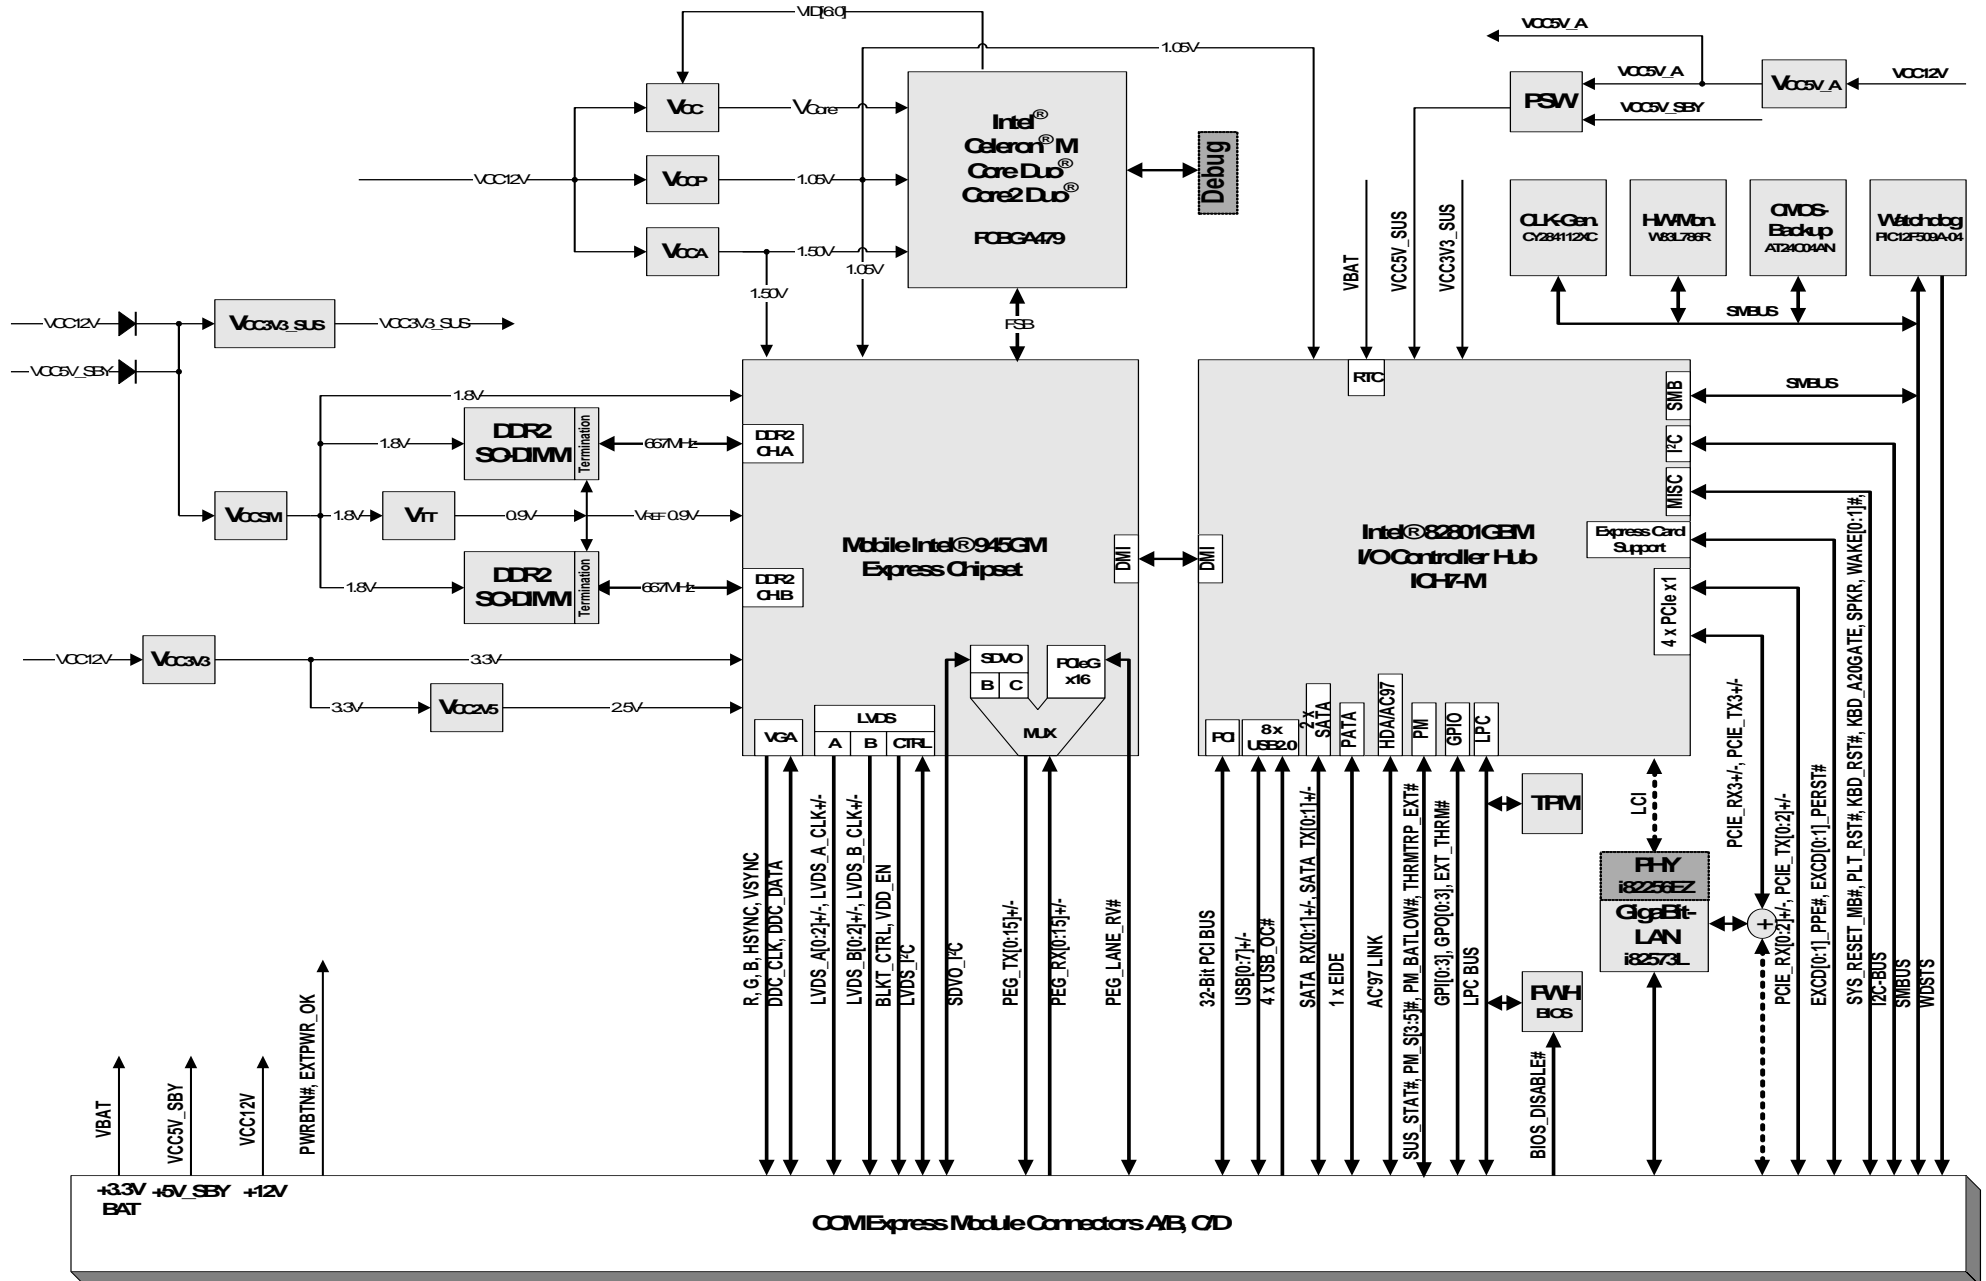 VID[6:0]
VCC5V_A
1.05V
VCC
VCore
VCC5V_A
VCC5V_A
VCC12V
PSW
VCC5V_SBY
Intel®
Celeron® M
Core Duo®
Core2 Duo®
FCBGA479
Debug
VCC12V
VCCP
1.05V
VCCA
1.50V
1.05V
1.50V
FSB
VBAT
VCC5V_SUS
VCC3V3_SUS
CLK-Gen.
CY284112XC
HW-Mon.
W83L786R
CMOS-
Backup
AT24C04AN
Watchdog
PIC12F509A-04
SMBUS
VCC12V
VCC3V3_SUS
VCC3V3_SUS
VCC5V_SBY
RTC
SMB
SMBUS
1.8V
DDR2
SO-DIMM
Termination
1.8V
667MHz
DDR2
CH.A
I²C
MISC
VCCSM
1.8V
VTT
0.9V
VREF 0.9V
Mobile Intel® 945GM
Express Chipset
DMI
DMI
Intel® 82801GBM
I/O Controller Hub
ICH7-M
Express Card
Support
1.8V
DDR2
SO-DIMM
Termination
667MHz
DDR2
CH.B
4 x PCIe x1
VCC12V
VCC3V3
3.3V
3.3V
VCC2V5
2.5V
SDVO
B
C
PCIeG
x16
MUX
VGA
LVDS
A
B
CTRL
PCI
8 x
USB2.0
2 x
SATA
PATA
HDA/AC97
PM
GPIO
LPC
TPM
LCI
PHY
i82256EZ
GigaBit-
LAN
i82573L
+
FWH
BIOS
R, G, B, HSYNC, VSYNC
DDC_CLK, DDC_DATA
LVDS_A[0:2]+/-, LVDS_A_CLK+/-
LVDS_B[0:2]+/-, LVDS_B_CLK+/-
BLKT_CTRL, VDD_EN
LVDS_I²C
SDVO_I²C
PEG_TX[0:15]+/-
PEG_RX[0:15]+/-
PEG_LANE_RV#
32-Bit PCI BUS
USB[0:7]+/-
4 x USB_OC#
SATA_RX[0:1]+/-, SATA_TX[0:1]+/-
1 x EIDE
AC'97 LINK
SUS_STAT#, PM_S[3:5]#, PM_BATLOW#, THRMTRP_EXT#
GPI[0:3], GPO[0:3], EXT_THRM#
LPC BUS
BIOS_DISABLE#
PCIE_RX3+/-, PCIE_TX3+/-
PCIE_RX[0:2]+/-, PCIE_TX[0:2]+/-
EXCD[0:1]_PPE#, EXCD[0:1]_PERST#
SYS_RESET_MB#, PLT_RST#, KBD_RST#, KBD_A20GATE, SPKR, WAKE[0:1]#,
I2C-BUS
SMBUS
WDSTS
VBAT
VCC5V_SBY
VCC12V
PWRBTN#, EXTPWR_OK
+3.3V
BAT
+5V_SBY
+12V
COM Express Module Connectors A/B, C/D